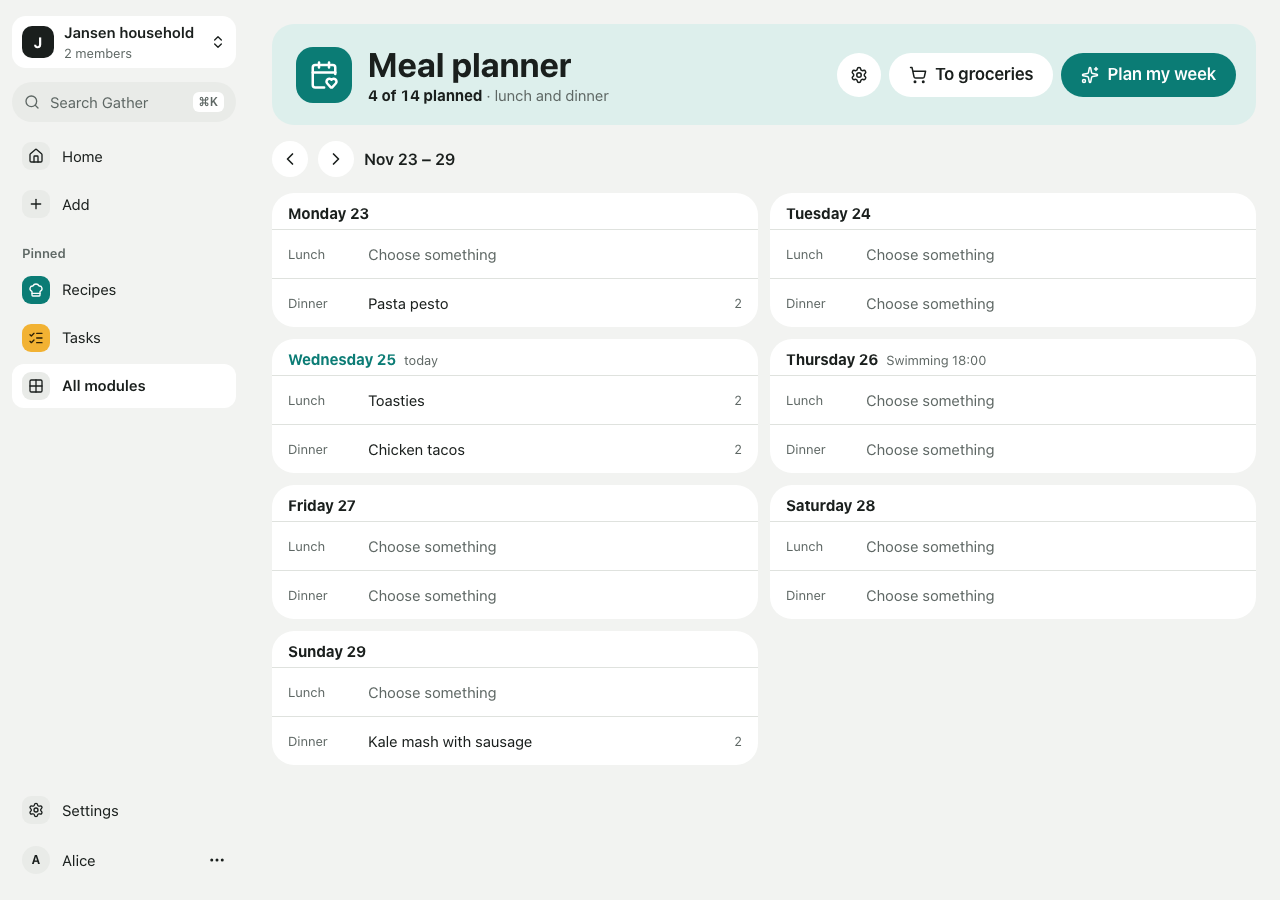 J
Jansen household
2 members
Search Gather
⌘K
Home
Add
Pinned
Recipes
Tasks
All modules
Settings
A
Alice
Meal planner
4 of 14 planned · lunch and dinner
To groceries
Plan my week
Nov 23 – 29
Monday 23
Lunch Choose something
Dinner Pasta pesto 2
Tuesday 24
Lunch Choose something
Dinner Choose something
Wednesday 25 today
Lunch Toasties 2
Dinner Chicken tacos 2
Thursday 26 Swimming 18:00
Lunch Choose something
Dinner Choose something
Friday 27
Lunch Choose something
Dinner Choose something
Saturday 28
Lunch Choose something
Dinner Choose something
Sunday 29
Lunch Choose something
Dinner Kale mash with sausage 2